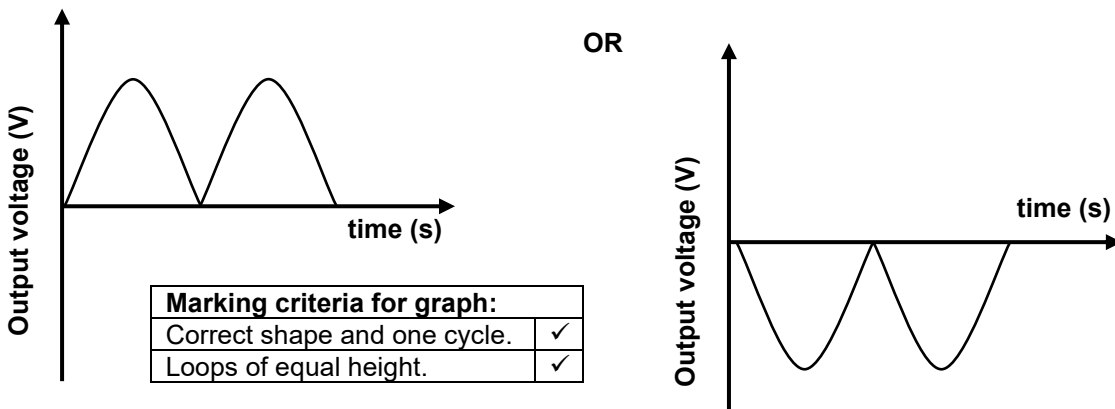 Output voltage (V)
time (s)
OR
Output voltage (V)
time (s)
Marking criteria for graph:
Correct shape and one cycle. ✓
Loops of equal height. ✓